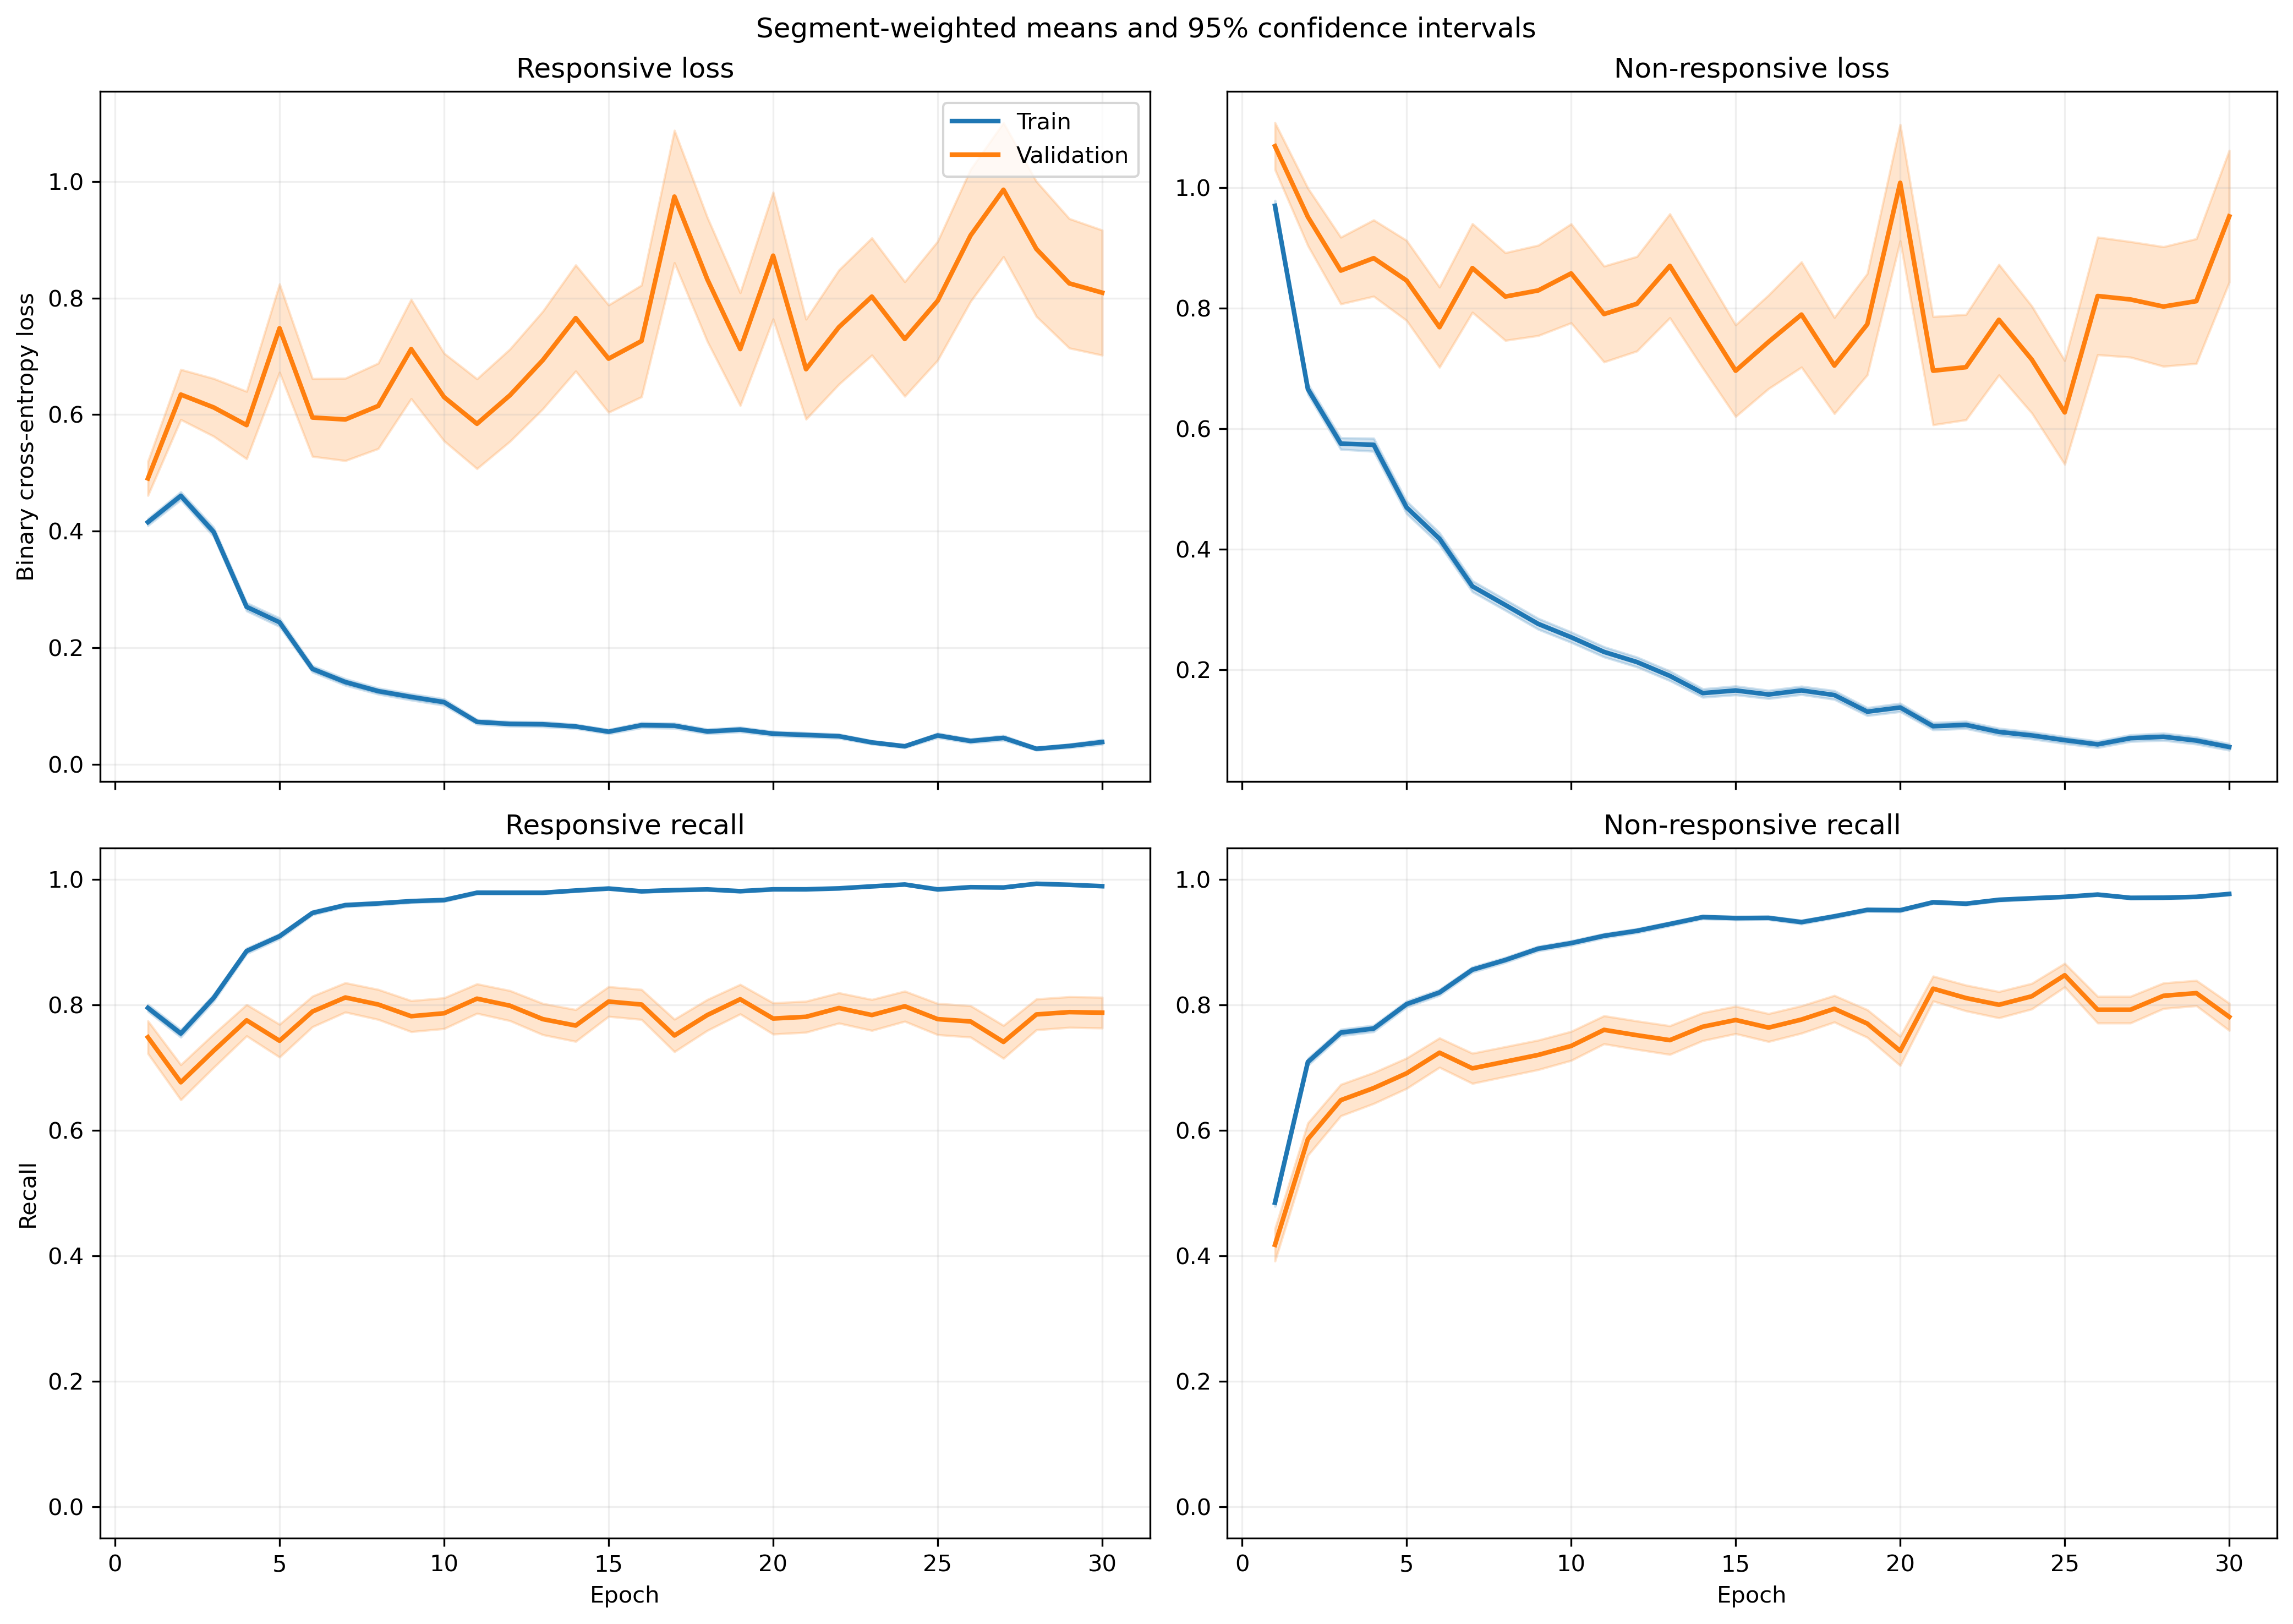 Segment-weighted means and 95% confidence intervals
Responsive loss
Non-responsive loss
Train
Validation
Binary cross-entropy loss
1.0
0.8
0.6
0.4
0.2
0.0
1.0
0.8
0.6
0.4
0.2
Responsive recall
Non-responsive recall
Recall
1.0
0.8
0.6
0.4
0.2
0.0
0 5 10 15 20 25 30
Epoch
1.0
0.8
0.6
0.4
0.2
0.0
0 5 10 15 20 25 30
Epoch